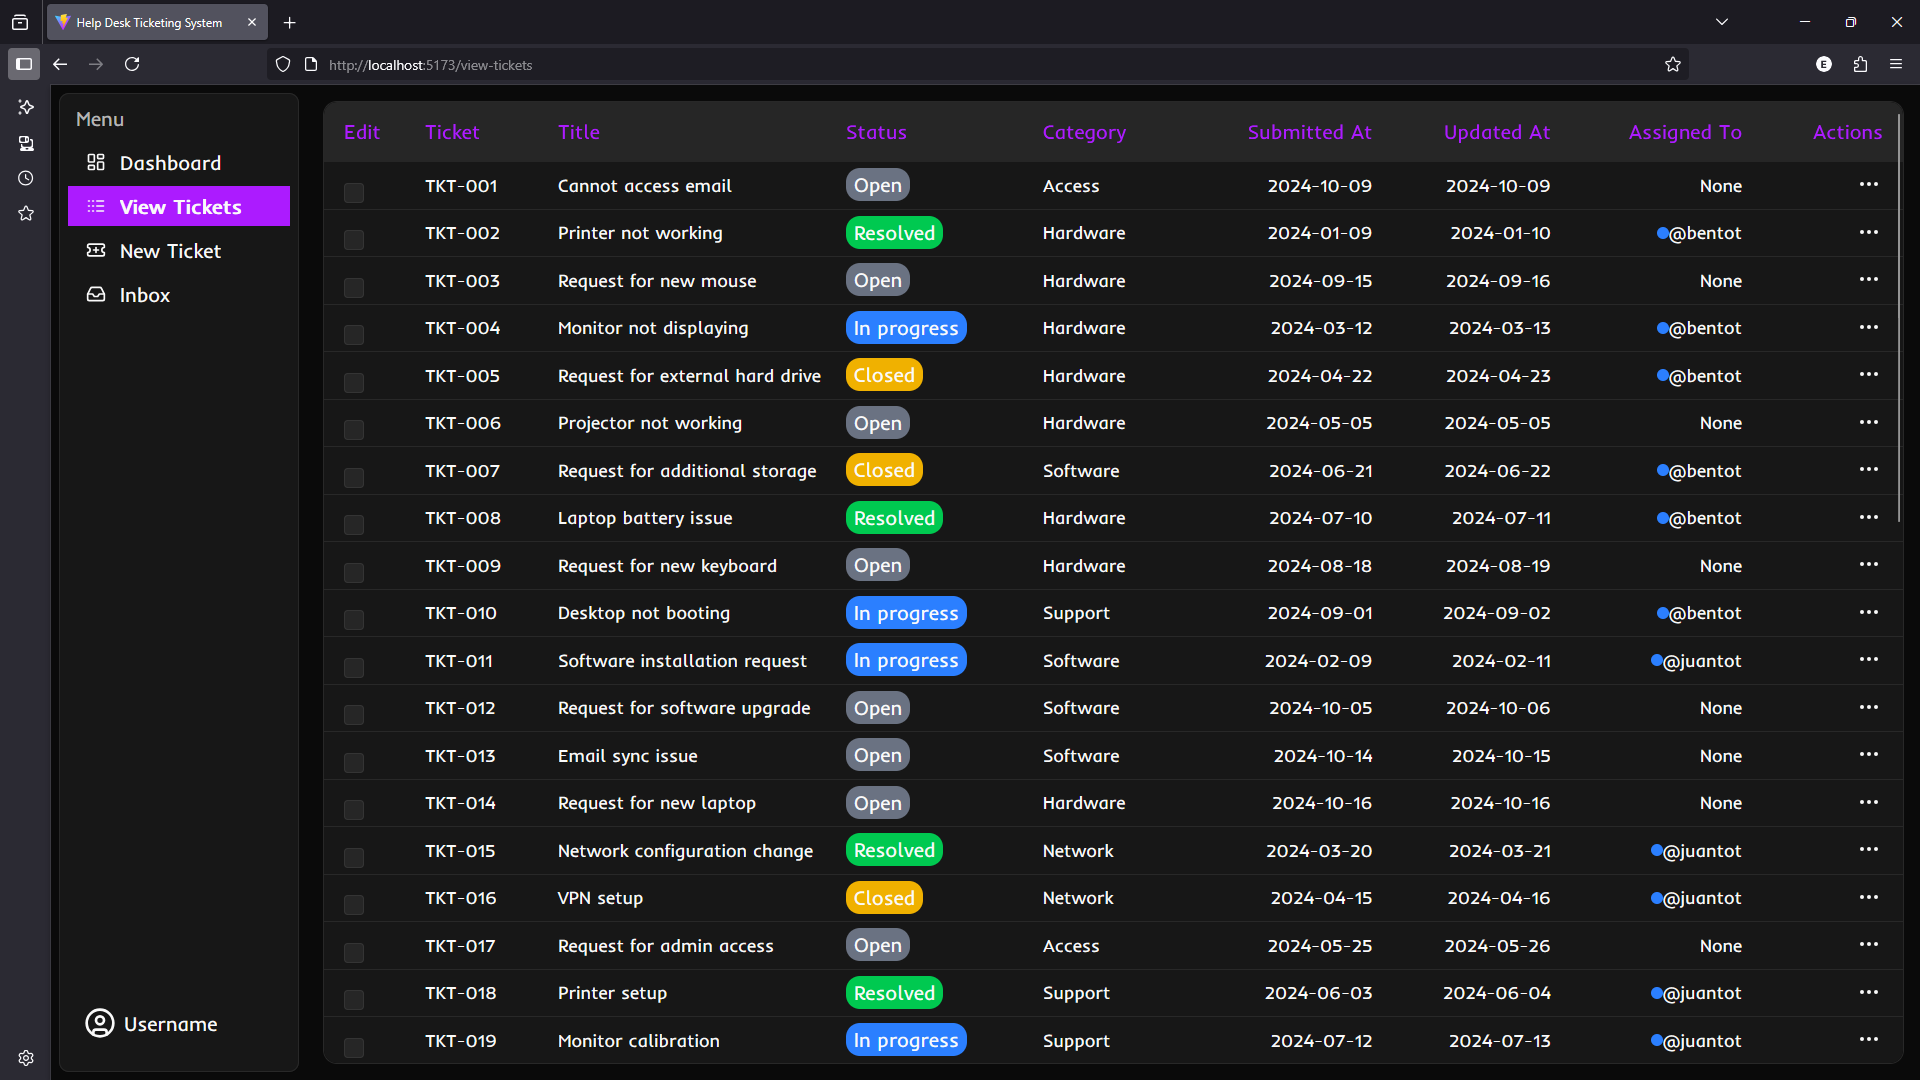 Help Desk Ticketing System
http://localhost:5173/view-tickets
E
Menu
Dashboard
View Tickets
New Ticket
Inbox
Username
Edit Ticket Title Status Category Submitted At Updated At Assigned To Actions
TKT-001 Cannot access email Open Access 2024-10-09 2024-10-09 None
TKT-002 Printer not working Resolved Hardware 2024-01-09 2024-01-10 @bentot
TKT-003 Request for new mouse Open Hardware 2024-09-15 2024-09-16 None
TKT-004 Monitor not displaying In progress Hardware 2024-03-12 2024-03-13 @bentot
TKT-005 Request for external hard drive Closed Hardware 2024-04-22 2024-04-23 @bentot
TKT-006 Projector not working Open Hardware 2024-05-05 2024-05-05 None
TKT-007 Request for additional storage Closed Software 2024-06-21 2024-06-22 @bentot
TKT-008 Laptop battery issue Resolved Hardware 2024-07-10 2024-07-11 @bentot
TKT-009 Request for new keyboard Open Hardware 2024-08-18 2024-08-19 None
TKT-010 Desktop not booting In progress Support 2024-09-01 2024-09-02 @bentot
TKT-011 Software installation request In progress Software 2024-02-09 2024-02-11 @juantot
TKT-012 Request for software upgrade Open Software 2024-10-05 2024-10-06 None
TKT-013 Email sync issue Open Software 2024-10-14 2024-10-15 None
TKT-014 Request for new laptop Open Hardware 2024-10-16 2024-10-16 None
TKT-015 Network configuration change Resolved Network 2024-03-20 2024-03-21 @juantot
TKT-016 VPN setup Closed Network 2024-04-15 2024-04-16 @juantot
TKT-017 Request for admin access Open Access 2024-05-25 2024-05-26 None
TKT-018 Printer setup Resolved Support 2024-06-03 2024-06-04 @juantot
TKT-019 Monitor calibration In progress Support 2024-07-12 2024-07-13 @juantot